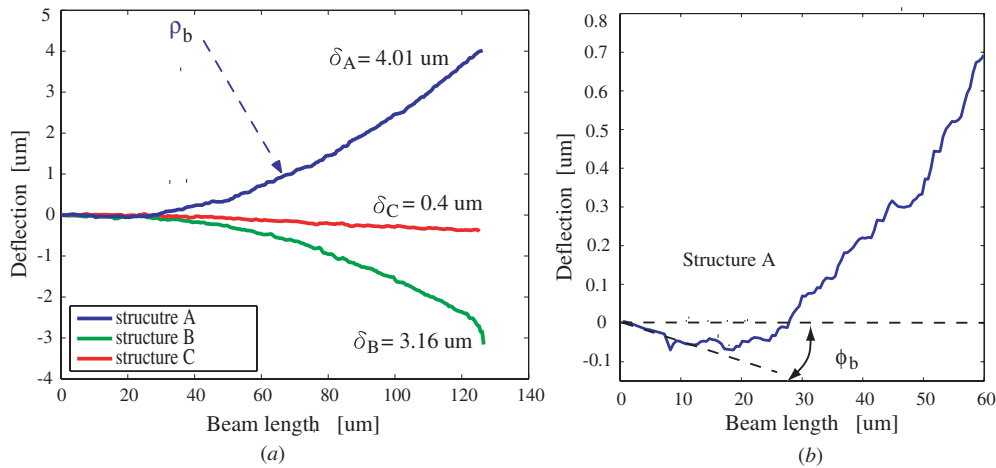 5
4
3
2
1
0
-1
-2
-3
-4
Deflection [um]
ρb
δA = 4.01 um
δC = 0.4 um
δB = 3.16 um
strucutre A
structure B
structure C
0 20 40 60 80 100 120 140
Beam length [um]
(a)
0.8
0.7
0.6
0.5
0.4
0.3
0.2
0.1
0
-0.1
Deflection [um]
Structure A
ϕb
0 10 20 30 40 50 60
Beam length [um]
(b)